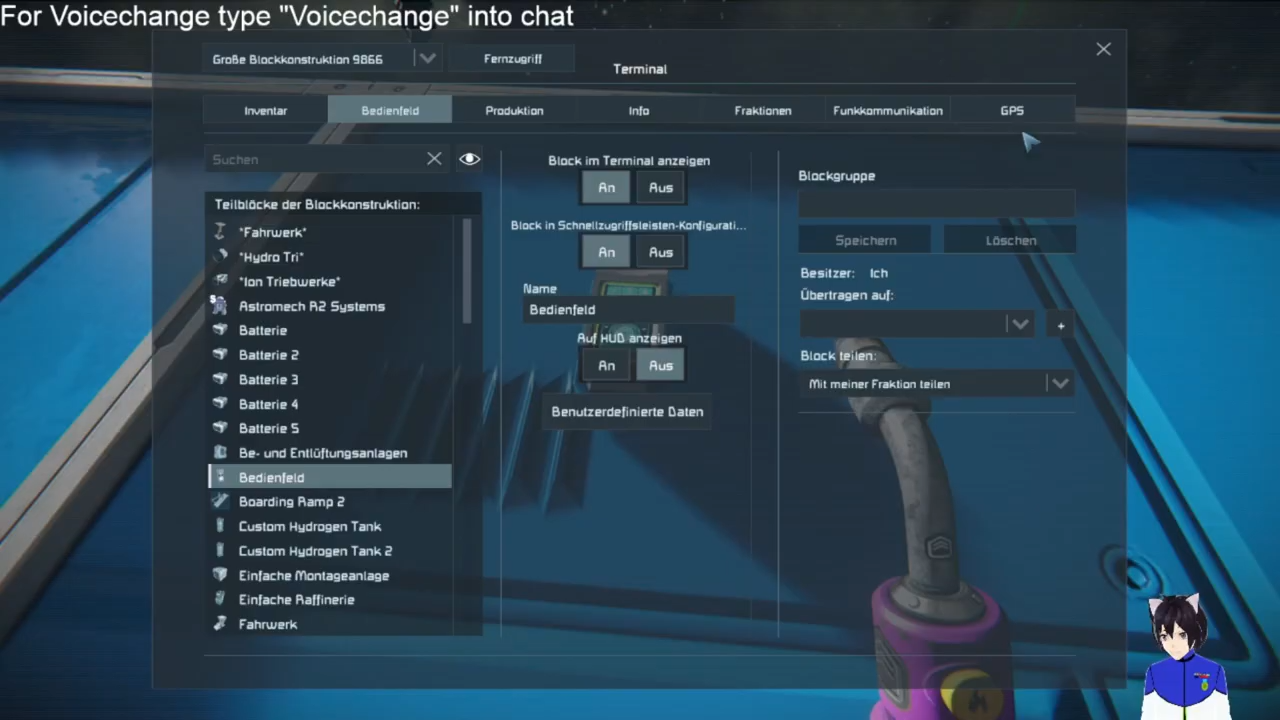 For Voicechange type "Voicechange" into chat
Große Blockkonstruktion 9866
Fernzugriff
Terminal
Inventar
Bedienfeld
Produktion
Info
Fraktionen
Funkkommunikation
GPS
Suchen
Teilblöcke der Blockkonstruktion:
*Fahrwerk*
*Hydro Tri*
*Ion Triebwerke*
Astromech R2 Systems
Batterie
Batterie 2
Batterie 3
Batterie 4
Batterie 5
Be- und Entlüftungsanlagen
Bedienfeld
Boarding Ramp 2
Custom Hydrogen Tank
Custom Hydrogen Tank 2
Einfache Montageanlage
Einfache Raffinerie
Fahrwerk
Block im Terminal anzeigen
An
Aus
Block in Schnellzugriffsleisten-Konfigurati...
An
Aus
Name
Bedienfeld
Auf HUD anzeigen
An
Aus
Benutzerdefinierte Daten
Blockgruppe
Speichern
Löschen
Besitzer: Ich
Übertragen auf:
+
Block teilen:
Mit meiner Fraktion teilen